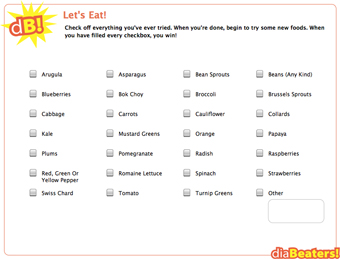 dB!
Let's Eat!
Check off everything you've ever tried. When you're done, begin to try some new foods. When
you have filled every checkbox, you win!
Arugula
Asparagus
Bean Sprouts
Beans (Any Kind)
Blueberries
Bok Choy
Broccoli
Brussels Sprouts
Cabbage
Carrots
Cauliflower
Collards
Kale
Mustard Greens
Orange
Papaya
Plums
Pomegranate
Radish
Raspberries
Red, Green Or
Yellow Pepper
Romaine Lettuce
Spinach
Strawberries
Swiss Chard
Tomato
Turnip Greens
Other
diaBeaters!